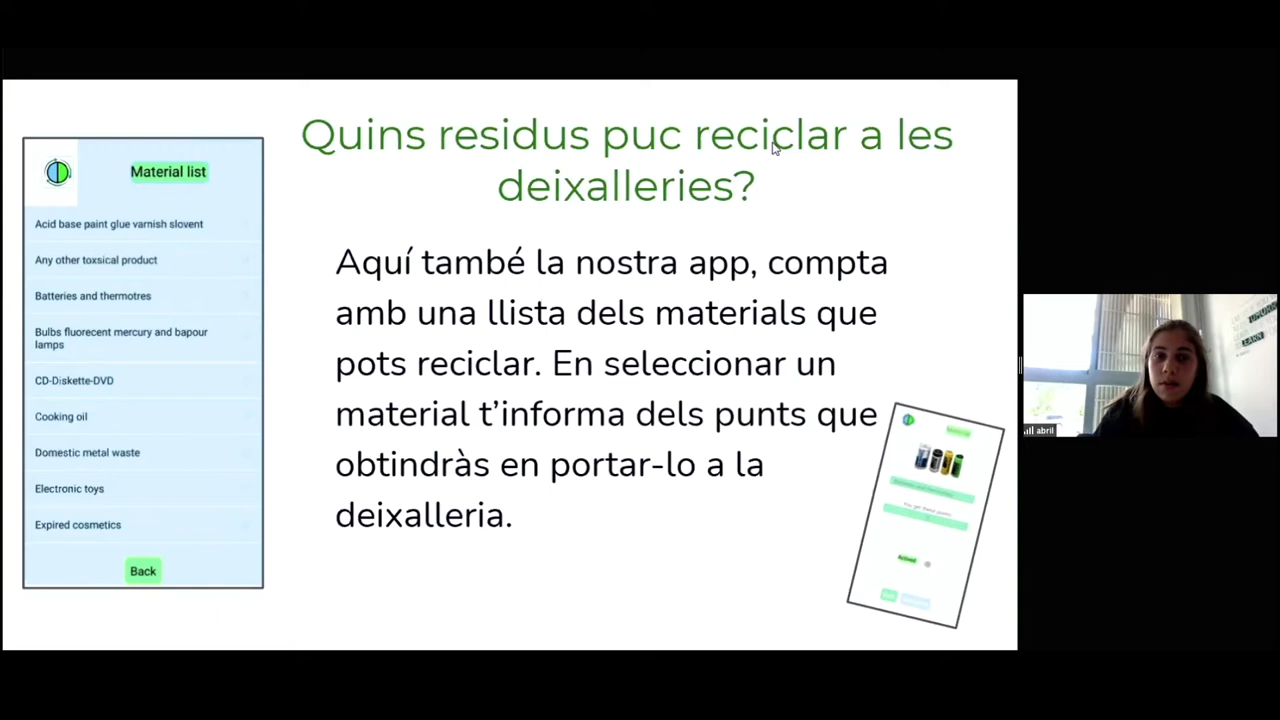 Quins residus puc reciclar a les
deixalleries?
Material list
Acid base paint glue varnish slovent
Any other toxsical product
Batteries and thermotres
Bulbs fluorecent mercury and bapour
lamps
CD-Diskette-DVD
Cooking oil
Domestic metal waste
Electronic toys
Expired cosmetics
Back
Aquí també la nostra app, compta
amb una llista dels materials que
pots reciclar. En seleccionar un
material t’informa dels punts que
obtindràs en portar-lo a la
deixalleria.
abril
LEARN